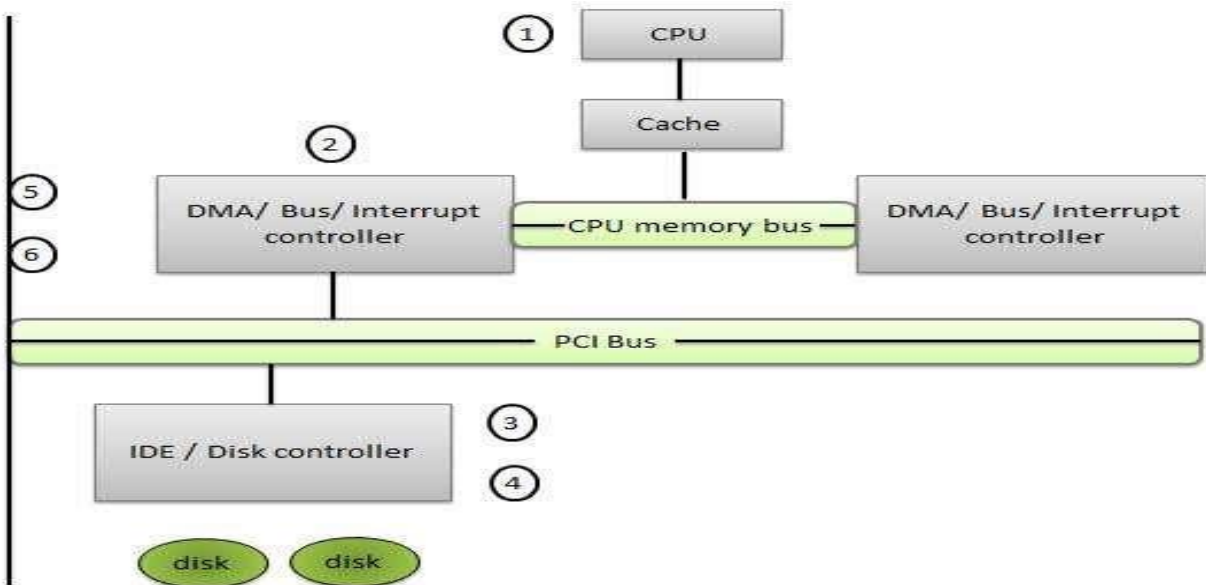 1
CPU
Cache
2
5
DMA/ Bus/ Interrupt
controller
CPU memory bus
DMA/ Bus/ Interrupt
controller
6
PCI Bus
IDE / Disk controller
3
4
disk
disk